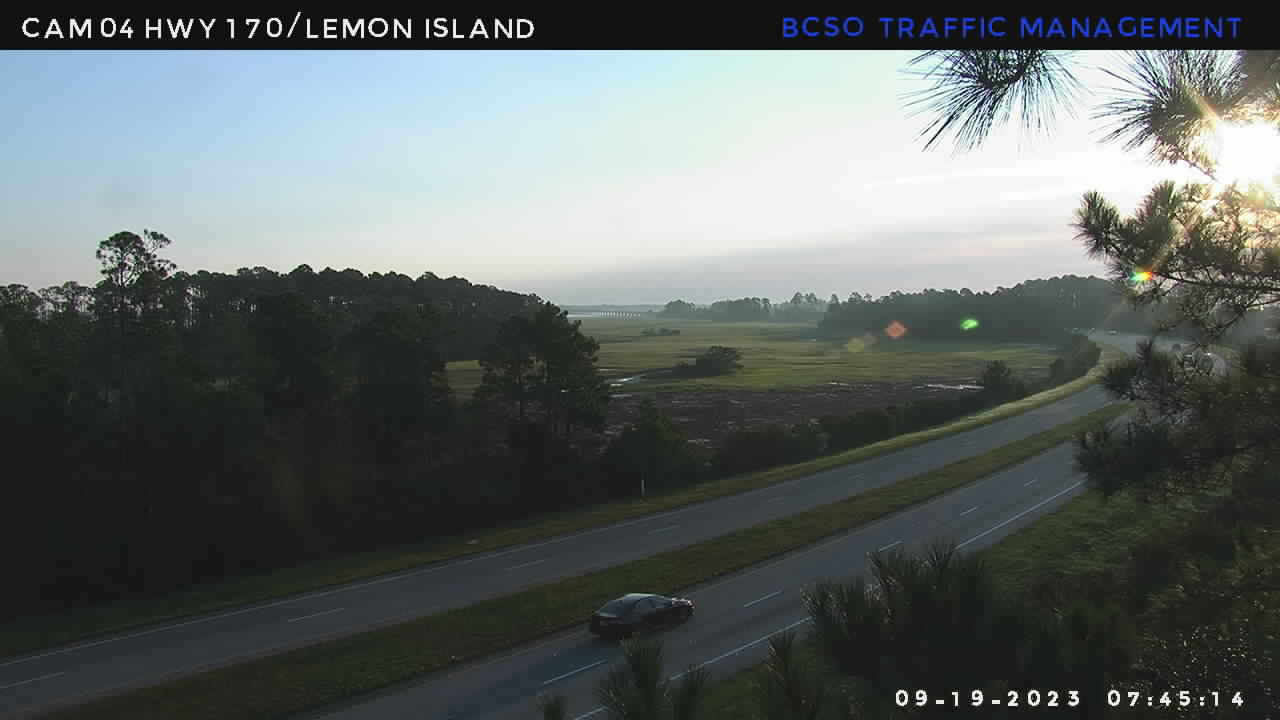 CAM04 HWY170/LEMON ISLAND
BCSO TRAFFIC MANAGEMENT
09-19-2023 07:45:14